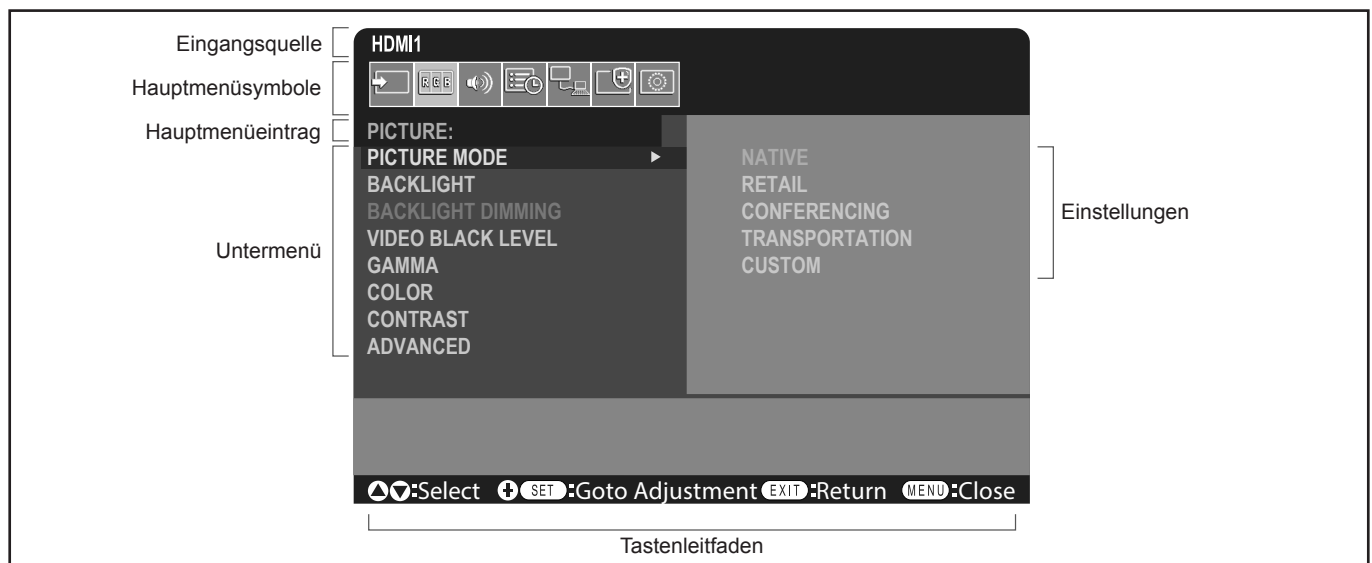 Eingangsquelle
HDMI1
Hauptmenüsymbole
RGB
Hauptmenüeintrag
PICTURE:
Untermenü
PICTURE MODE
BACKLIGHT
BACKLIGHT DIMMING
VIDEO BLACK LEVEL
GAMMA
COLOR
CONTRAST
ADVANCED
NATIVE
RETAIL
CONFERENCING
TRANSPORTATION
CUSTOM
Einstellungen
:Select SET:Goto Adjustment EXIT:Return MENU:Close
Tastenleitfaden